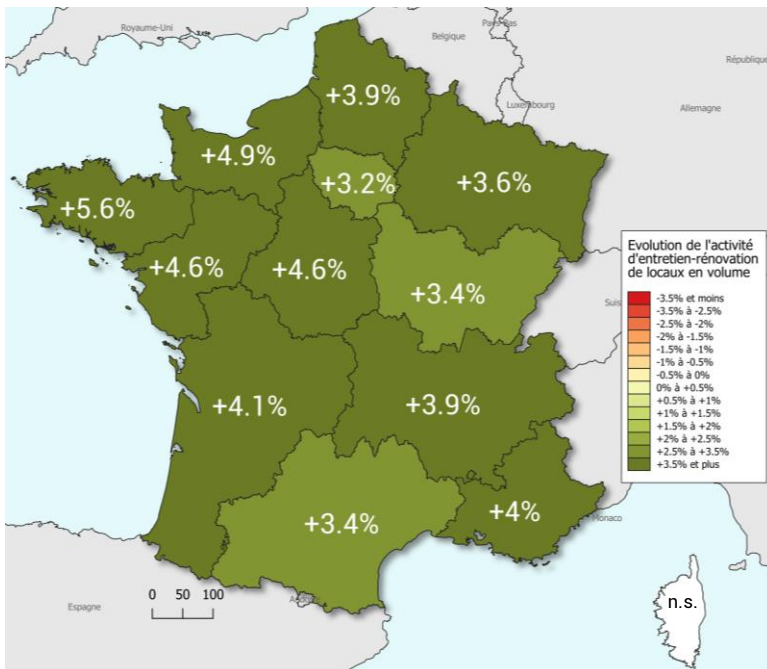 Royaume-Uni
Pays-Bas
Belgique
République
Luxembourg
Allemagne
+3.9%
+4.9%
+3.2%
+3.6%
+5.6%
+4.6%
+4.6%
+3.4%
Evolution de l'activité
d'entretien-rénovation
de locaux en volume
-3.5% et moins
-3.5% à -2.5%
-2.5% à -2%
-2% à -1.5%
-1.5% à -1%
-1% à -0.5%
-0.5% à 0%
0% à +0.5%
+0.5% à +1%
+1% à +1.5%
+1.5% à +2%
+2% à +2.5%
+2.5% à +3.5%
+3.5% et plus
Suis
+4.1%
+3.9%
+3.4%
+4%
Monaco
0 50 100
Espagne
n.s.